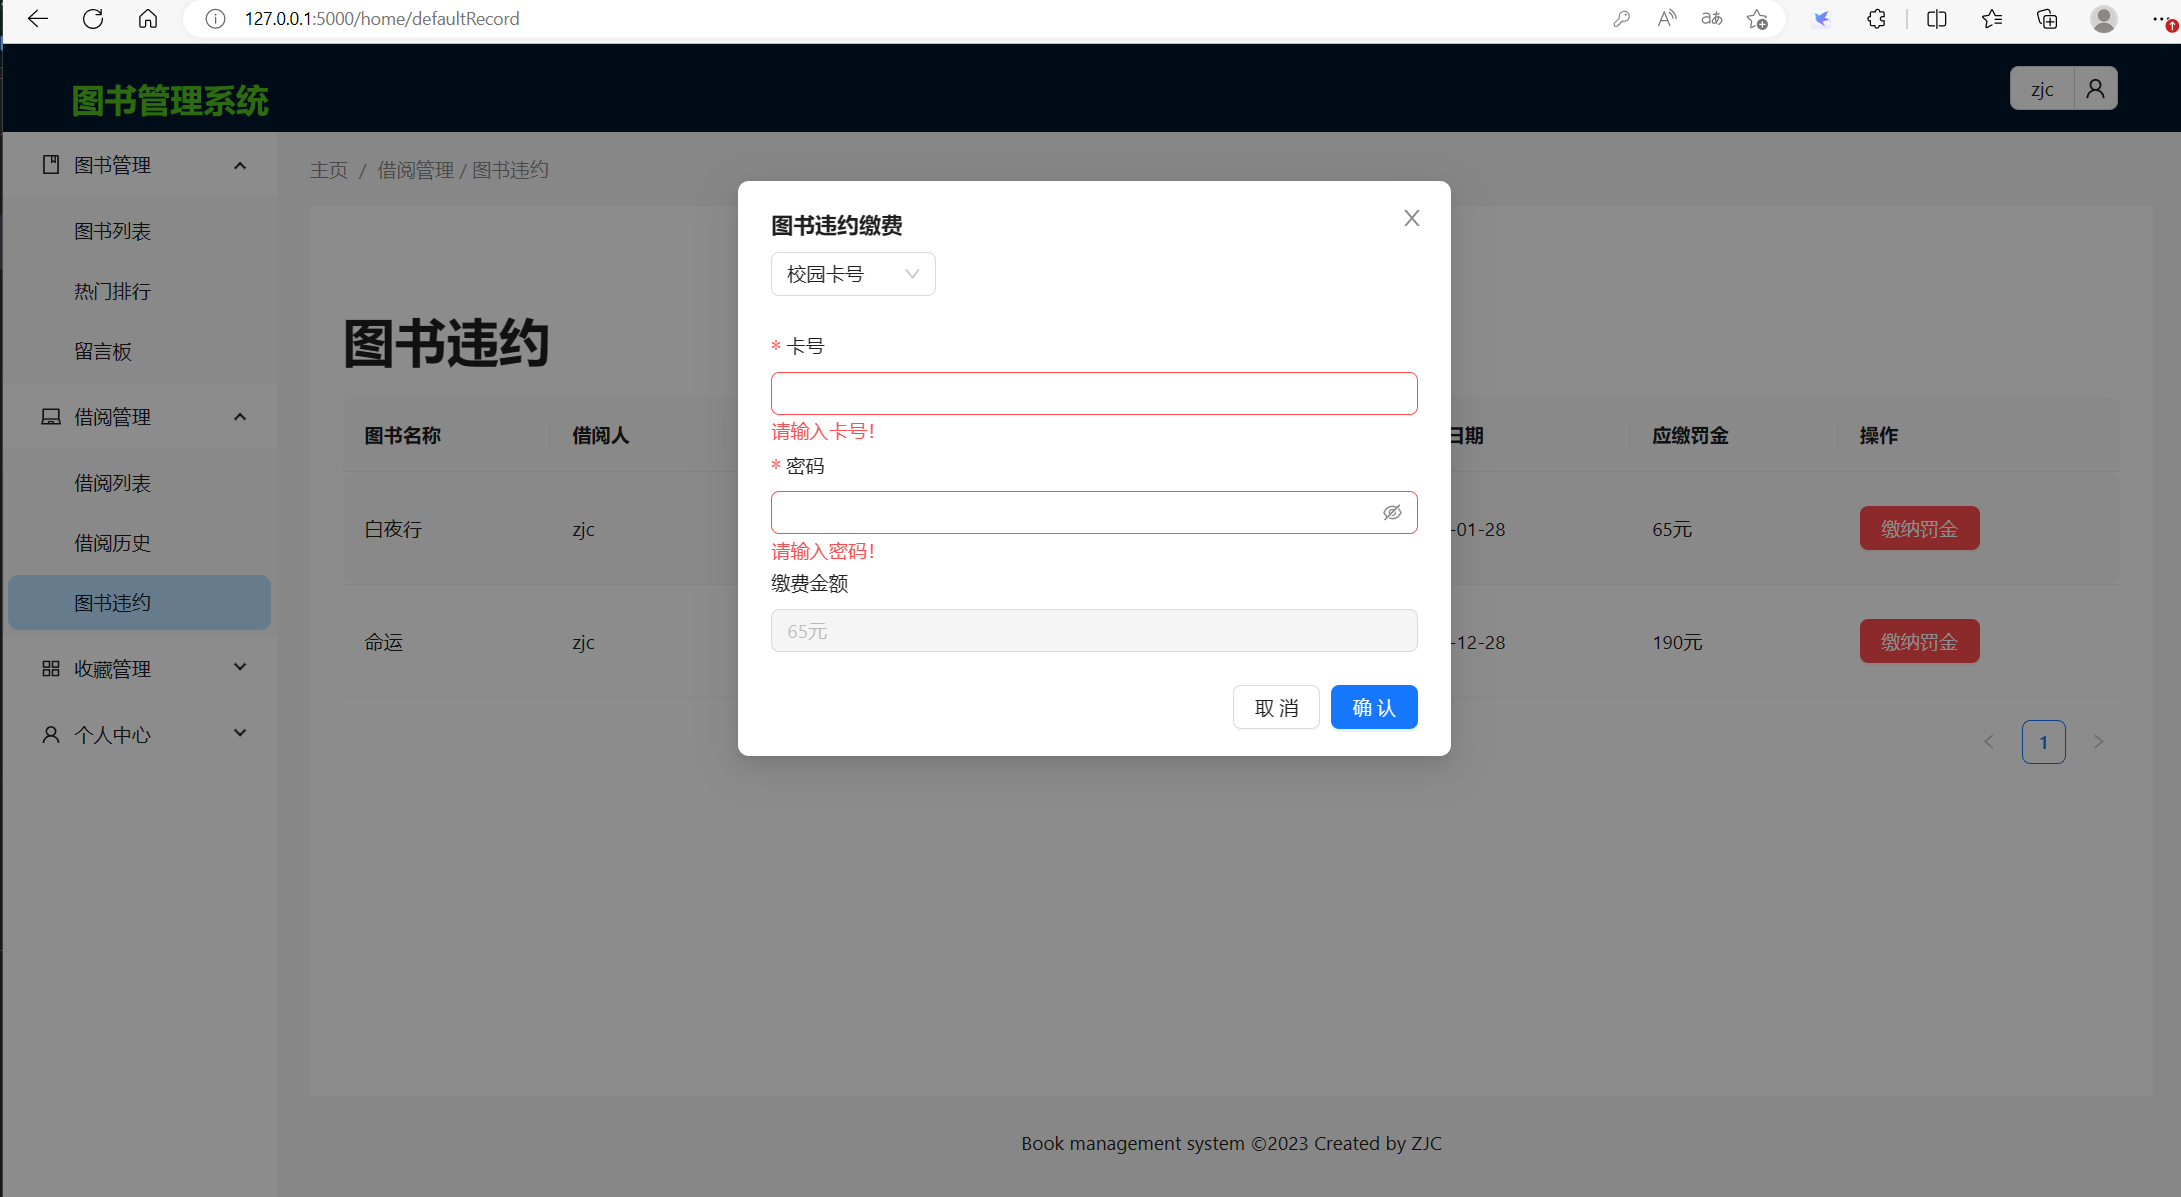 127.0.0.1:5000/home/defaultRecord
图书管理系统
zjc
图书管理
图书列表
热门排行
留言板
借阅管理
借阅列表
借阅历史
图书违约
收藏管理
个人中心
主页 / 借阅管理 / 图书违约
图书违约
图书名称 借阅人 日期 应缴罚金 操作
白夜行 zjc -01-28 65元 缴纳罚金
命运 zjc -12-28 190元 缴纳罚金
1
图书违约缴费
校园卡号
* 卡号
请输入卡号!
* 密码
请输入密码!
缴费金额
65元
取 消 确 认
Book management system ©2023 Created by ZJC